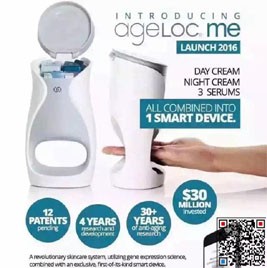 INTRODUCING
ageLOC me
LAUNCH 2016
DAY CREAM
NIGHT CREAM
3 SERUMS
ALL COMBINED INTO
1 SMART DEVICE.
12
PATENTS
pending
4 YEARS
research and
development
30+
YEARS
of anti-aging
research
$30
MILLION
invested
A revolutionary skincare system, utilizing gene expression science,
combined with an exclusive, first-of-its-kind smart device.